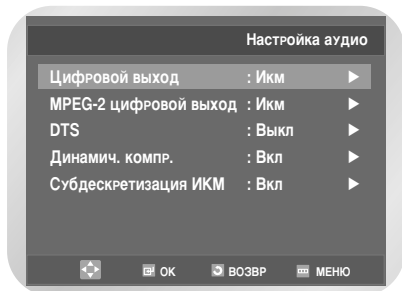 Настройка аудио
Цифровой выход : Икм
MPEG-2 цифровой выход : Икм
DTS : Выкл
Динамич. компр. : Вкл
Субдескретизация ИКМ : Вкл
ОК ВОЗВР МЕНЮ